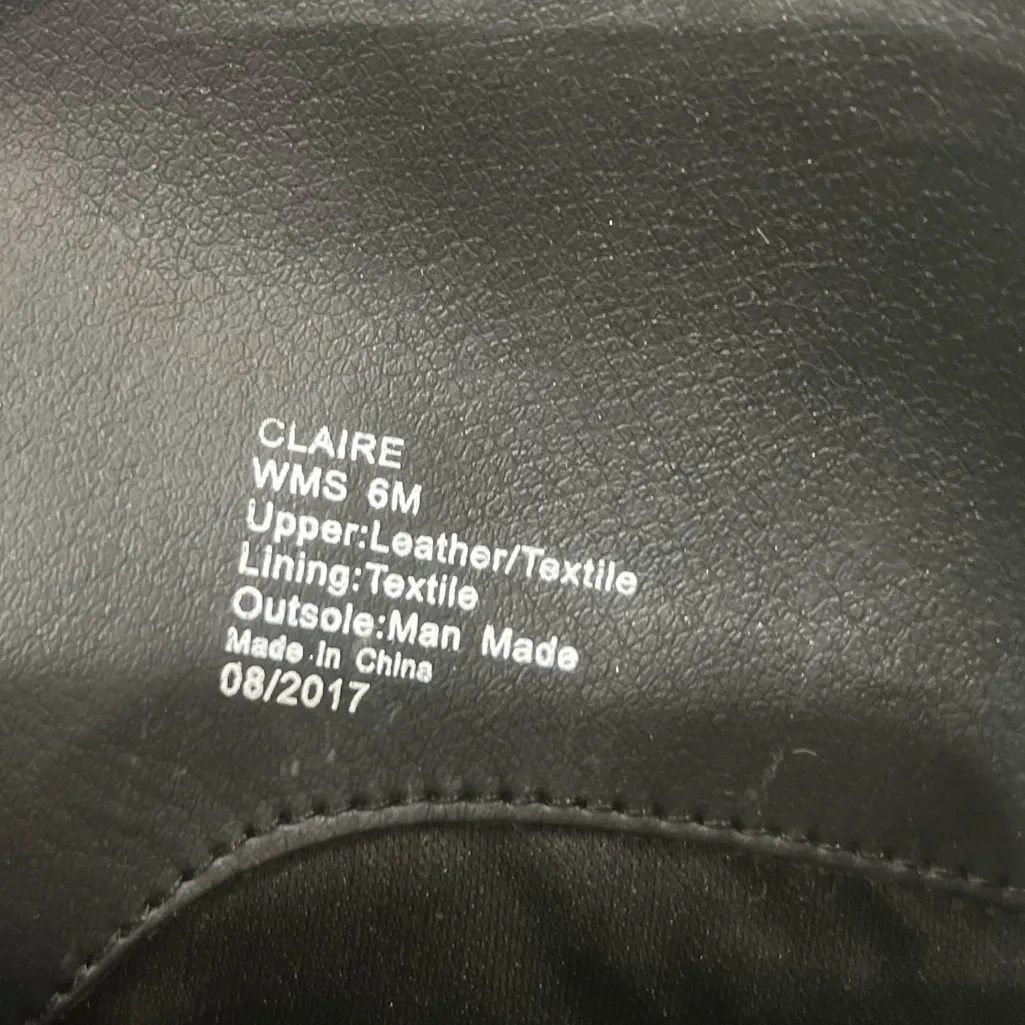 CLAIRE
WMS 6M
Upper:Leather/Textile
Lining:Textile
Outsole:Man Made
Made in China
08/2017